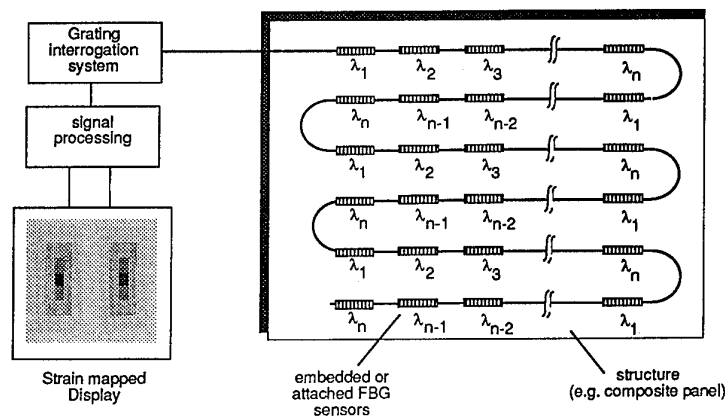 Grating
interrogation
system
signal
processing
Strain mapped
Display
λ1 λ2 λ3 λn
λn λn-1 λn-2 λ1
λ1 λ2 λ3 λn
λn λn-1 λn-2 λ1
λ1 λ2 λ3 λn
λn λn-1 λn-2 λ1
embedded or
attached FBG
sensors
structure
(e.g. composite panel)